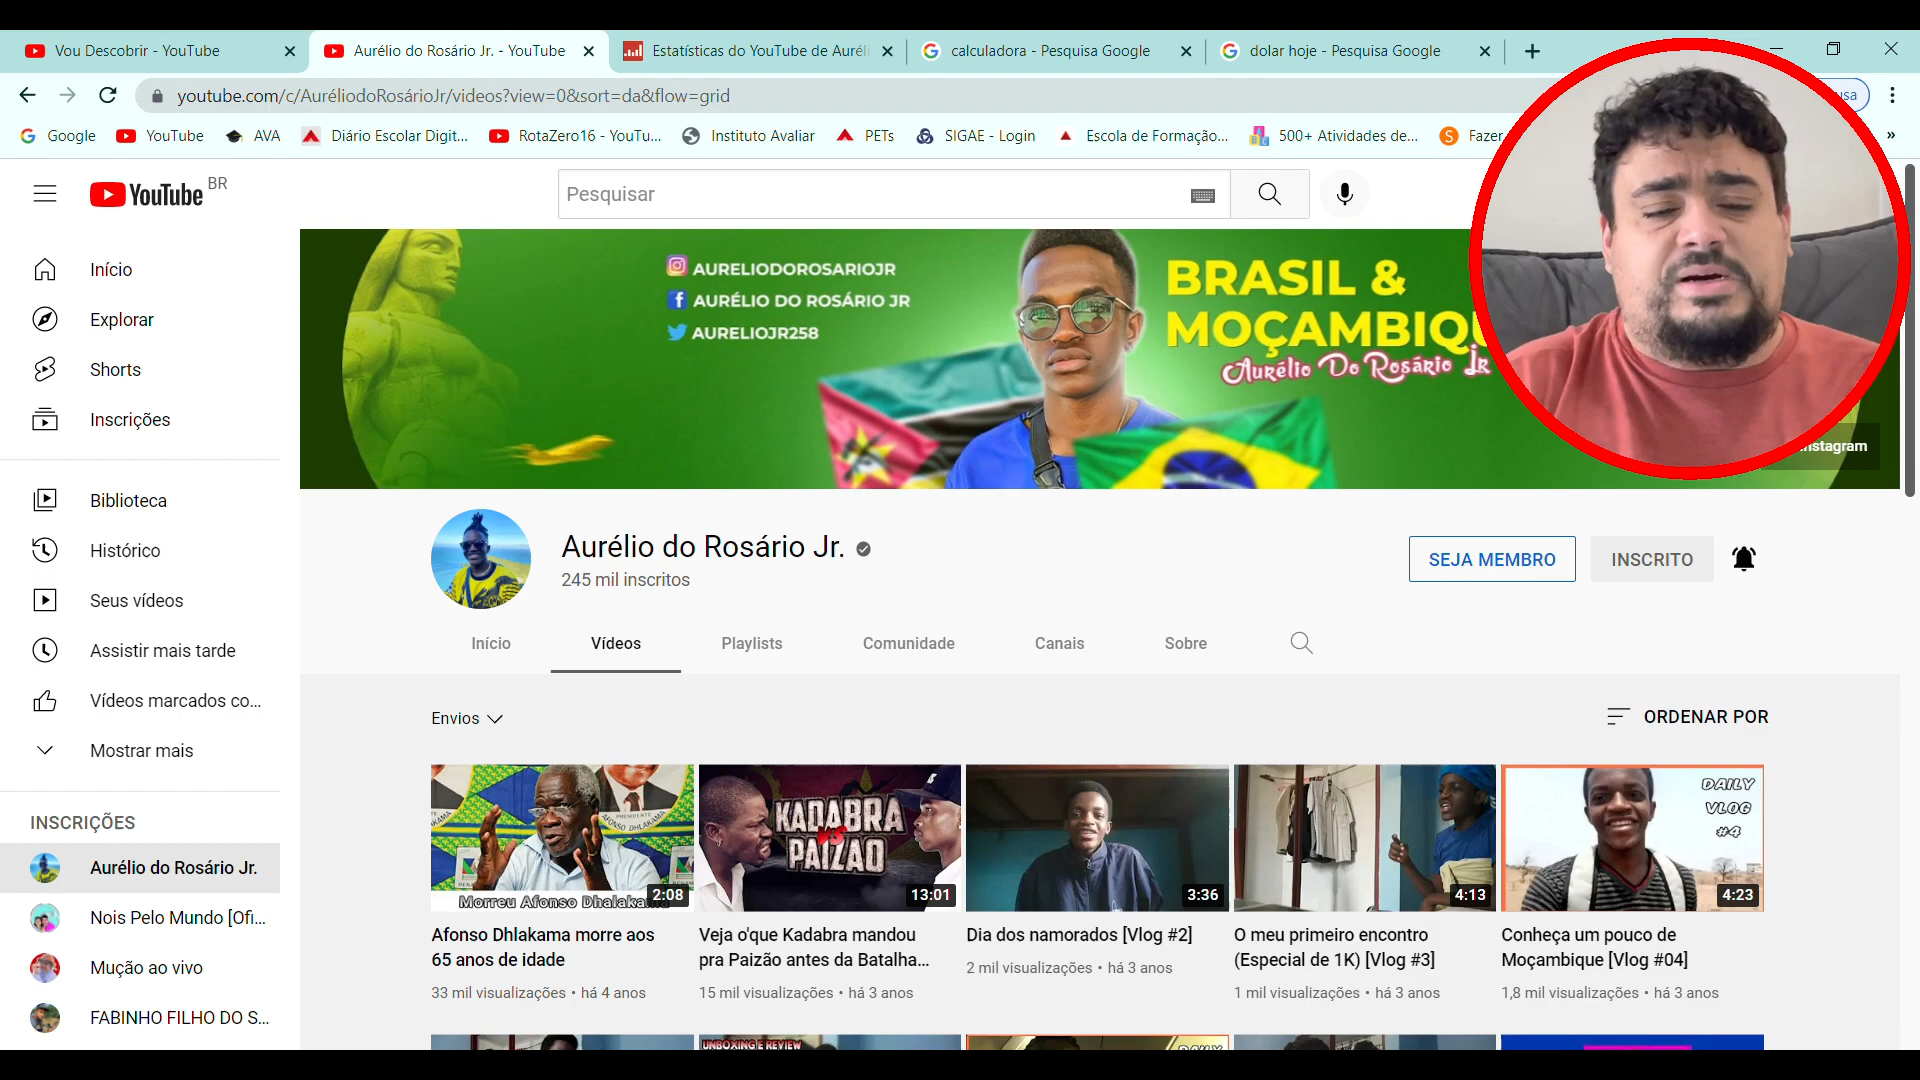 Vou Descobrir - YouTube
Aurélio do Rosário Jr. - YouTube
Estatísticas do YouTube de Auréli
calculadora - Pesquisa Google
dolar hoje - Pesquisa Google
youtube.com/c/AuréliodoRosárioJr/videos?view=0&sort=da&flow=grid
Google
YouTube
AVA
Diário Escolar Digit...
RotaZero16 - YouTu...
Instituto Avaliar
PETs
SIGAE - Login
Escola de Formação...
500+ Atividades de...
Fazer
YouTube BR
Pesquisar
Início
Explorar
Shorts
Inscrições
Biblioteca
Histórico
Seus vídeos
Assistir mais tarde
Vídeos marcados co...
Mostrar mais
INSCRIÇÕES
Aurélio do Rosário Jr.
Nois Pelo Mundo [Ofi...
Mução ao vivo
FABINHO FILHO DO S...
AURELIODOROSARIOJR
AURÉLIO DO ROSÁRIO JR
AURELIOJR258
BRASIL &
MOÇAMBIQU
Aurélio Do Rosário Jr
nstagram
Aurélio do Rosário Jr.
245 mil inscritos
SEJA MEMBRO
INSCRITO
Início
Vídeos
Playlists
Comunidade
Canais
Sobre
Envios
ORDENAR POR
PRESIDENTE
AFONSO DHLAKAMA
Morreu Afonso Dhalakama
2:08
Afonso Dhlakama morre aos
65 anos de idade
33 mil visualizações • há 4 anos
KADABRA
VS
PAIZAO
13:01
Veja o'que Kadabra mandou
pra Paizão antes da Batalha...
15 mil visualizações • há 3 anos
3:36
Dia dos namorados [Vlog #2]
2 mil visualizações • há 3 anos
4:13
O meu primeiro encontro
(Especial de 1K) [Vlog #3]
1 mil visualizações • há 3 anos
DAILY
VLOG
#4
4:23
Conheça um pouco de
Moçambique [Vlog #04]
1,8 mil visualizações • há 3 anos
UNBOXING E REVIEW